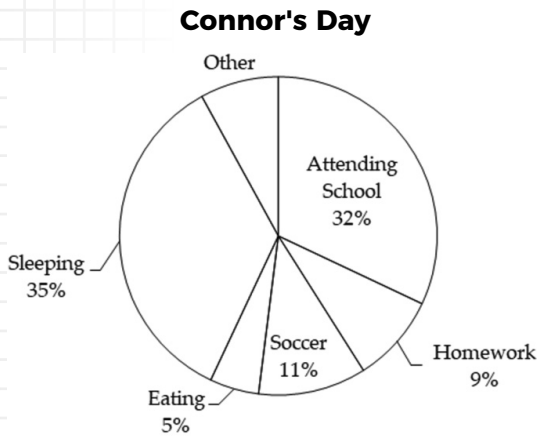 Connor's Day
Other
Attending
School
32%
Sleeping
35%
Soccer
11%
Homework
9%
Eating
5%